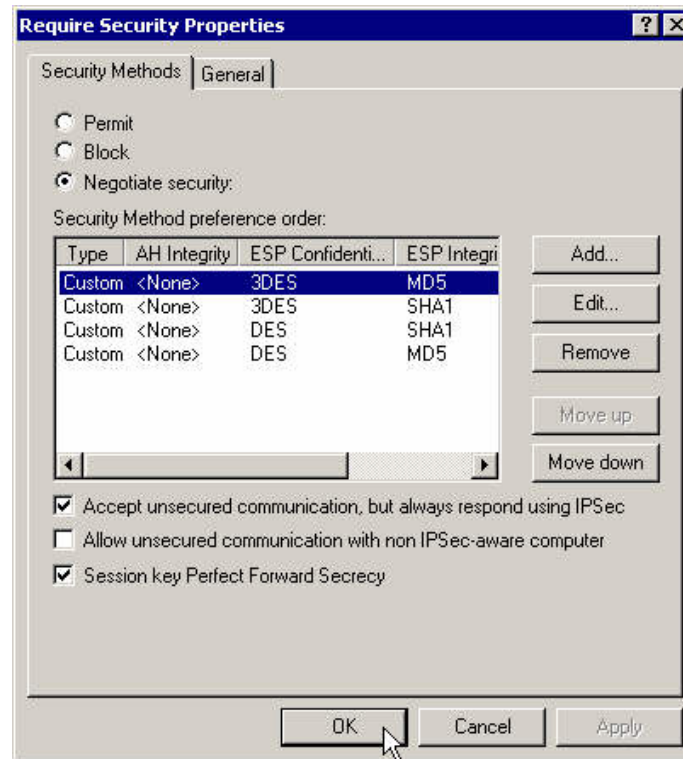 Require Security Properties
Security Methods General
Permit
Block
Negotiate security:
Security Method preference order:
Type AH Integrity ESP Confidenti... ESP Integri
Custom <None> 3DES MD5
Custom <None> 3DES SHA1
Custom <None> DES SHA1
Custom <None> DES MD5
Add...
Edit...
Remove
Move up
Move down
Accept unsecured communication, but always respond using IPSec
Allow unsecured communication with non IPSec-aware computer
Session key Perfect Forward Secrecy
OK Cancel Apply